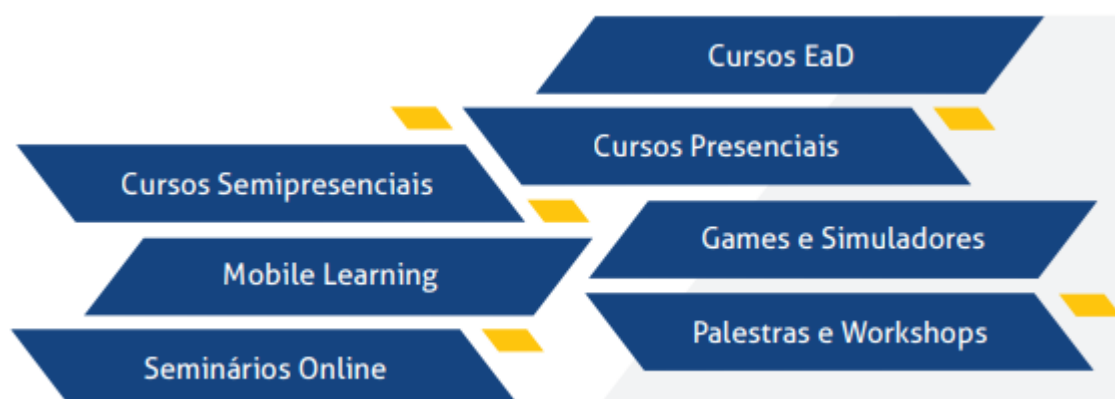 Cursos EaD
Cursos Presenciais
Cursos Semipresenciais
Games e Simuladores
Mobile Learning
Palestras e Workshops
Seminários Online